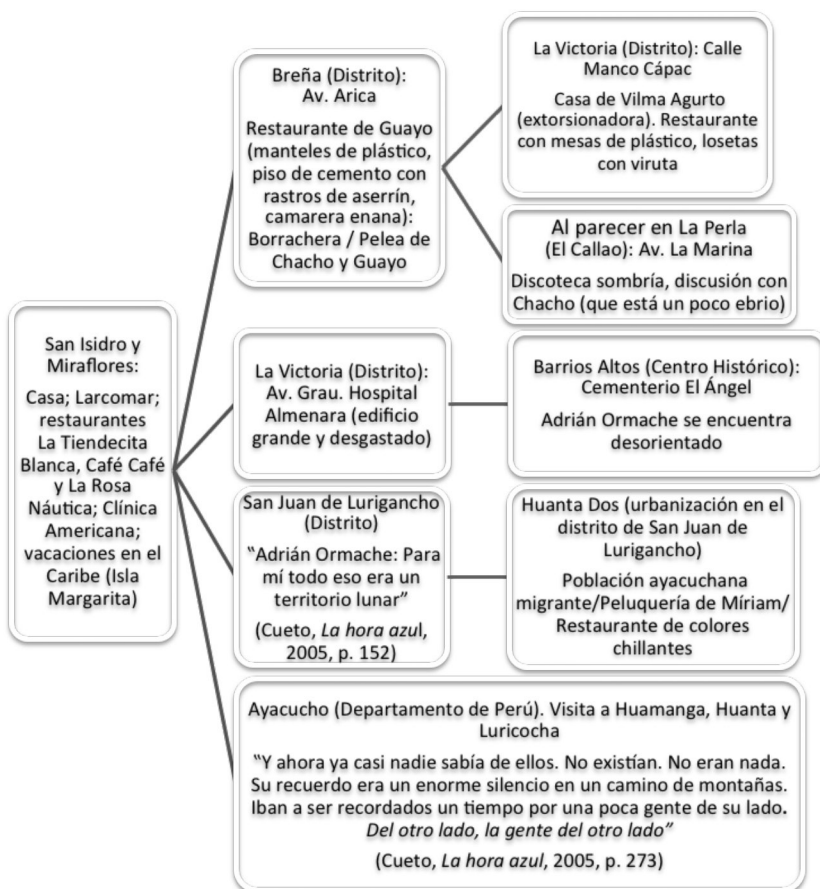 San Isidro y
Miraflores:
Casa; Larcomar;
restaurantes
La Tiendecita
Blanca, Café Café
y La Rosa
Náutica; Clínica
Americana;
vacaciones en el
Caribe (Isla
Margarita)
Breña (Distrito):
Av. Arica
Restaurante de Guayo
(manteles de plástico,
piso de cemento con
rastros de aserrín,
camarera enana):
Borrachera / Pelea de
Chacho y Guayo
La Victoria (Distrito): Calle
Manco Cápac
Casa de Vilma Agurto
(extorsionadora). Restaurante
con mesas de plástico, losetas
con viruta
Al parecer en La Perla
(El Callao): Av. La Marina
Discoteca sombría, discusión con
Chacho (que está un poco ebrio)
La Victoria (Distrito):
Av. Grau. Hospital
Almenara (edificio
grande y desgastado)
Barrios Altos (Centro Histórico):
Cementerio El Ángel
Adrián Ormache se encuentra
desorientado
San Juan de Lurigancho
(Distrito)
“Adrián Ormache: Para
mí todo eso era un
territorio lunar”
(Cueto, La hora azul,
2005, p. 152)
Huanta Dos (urbanización en el
distrito de San Juan de
Lurigancho)
Población ayacuchana
migrante/Peluquería de Míriam/
Restaurante de colores
chillantes
Ayacucho (Departamento de Perú). Visita a Huamanga, Huanta y
Luricocha
“Y ahora ya casi nadie sabía de ellos. No existían. No eran nada.
Su recuerdo era un enorme silencio en un camino de montañas.
Iban a ser recordados un tiempo por una poca gente de su lado.
Del otro lado, la gente del otro lado”
(Cueto, La hora azul, 2005, p. 273)